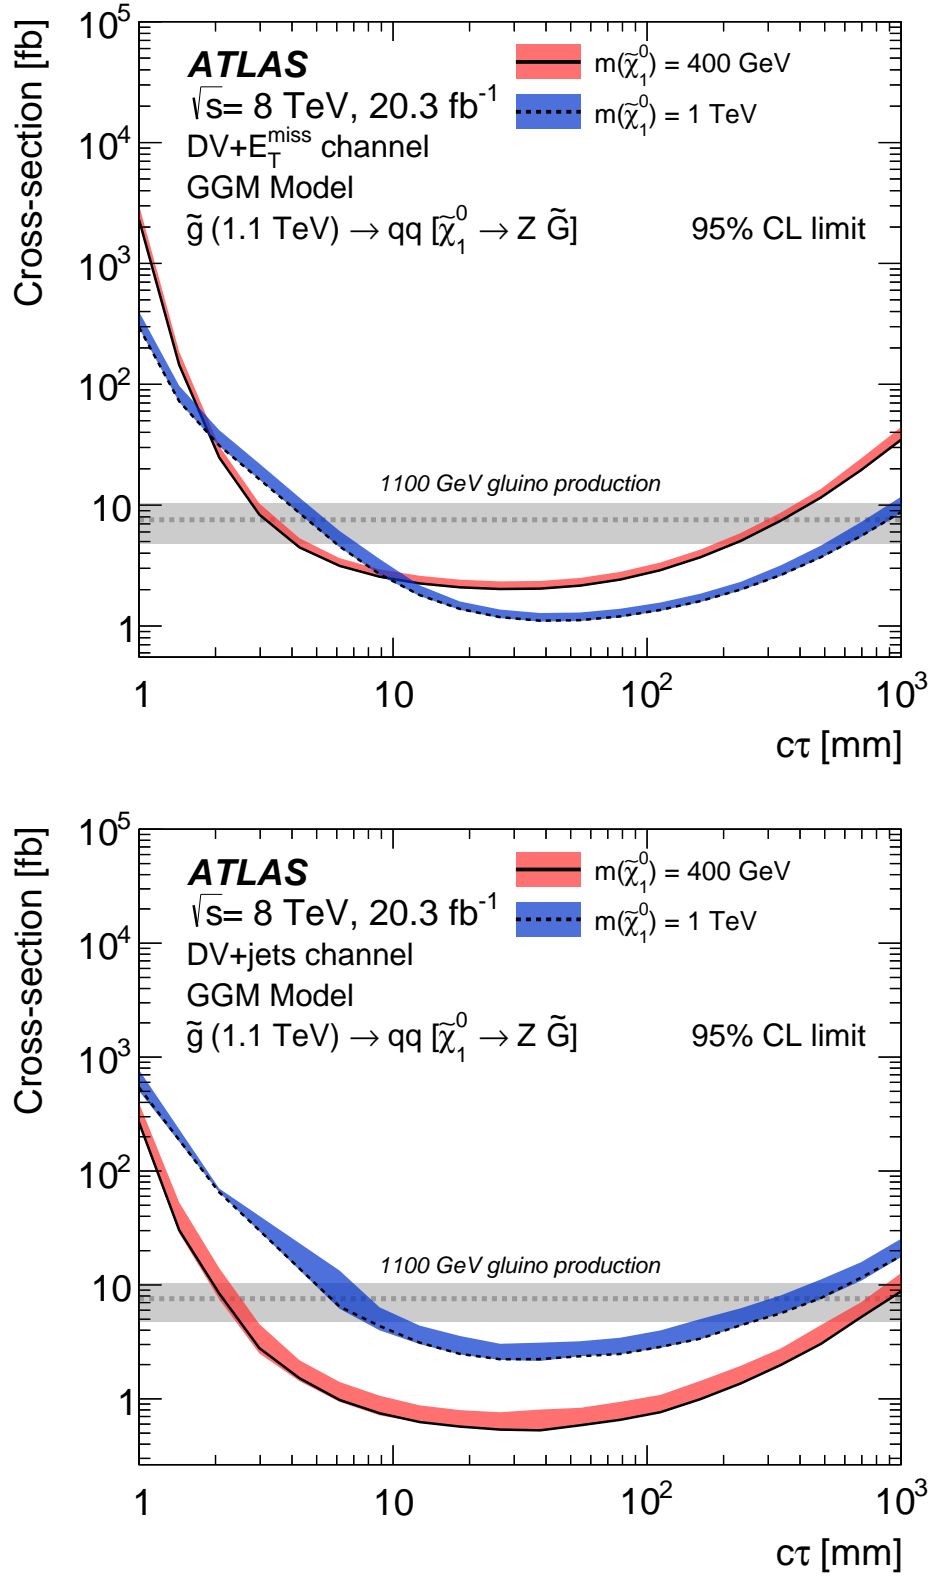 Cross-section [fb]
10⁵
10⁴
10³
10²
10
1
ATLAS
√s= 8 TeV, 20.3 fb⁻¹
DV+E_T^miss channel
GGM Model
g̃ (1.1 TeV) → qq [χ̃₁⁰ → Z G̃]
m(χ̃₁⁰) = 400 GeV
m(χ̃₁⁰) = 1 TeV
95% CL limit
1100 GeV gluino production
1 10 10² 10³
cτ [mm]
Cross-section [fb]
10⁵
10⁴
10³
10²
10
1
ATLAS
√s= 8 TeV, 20.3 fb⁻¹
DV+jets channel
GGM Model
g̃ (1.1 TeV) → qq [χ̃₁⁰ → Z G̃]
m(χ̃₁⁰) = 400 GeV
m(χ̃₁⁰) = 1 TeV
95% CL limit
1100 GeV gluino production
1 10 10² 10³
cτ [mm]